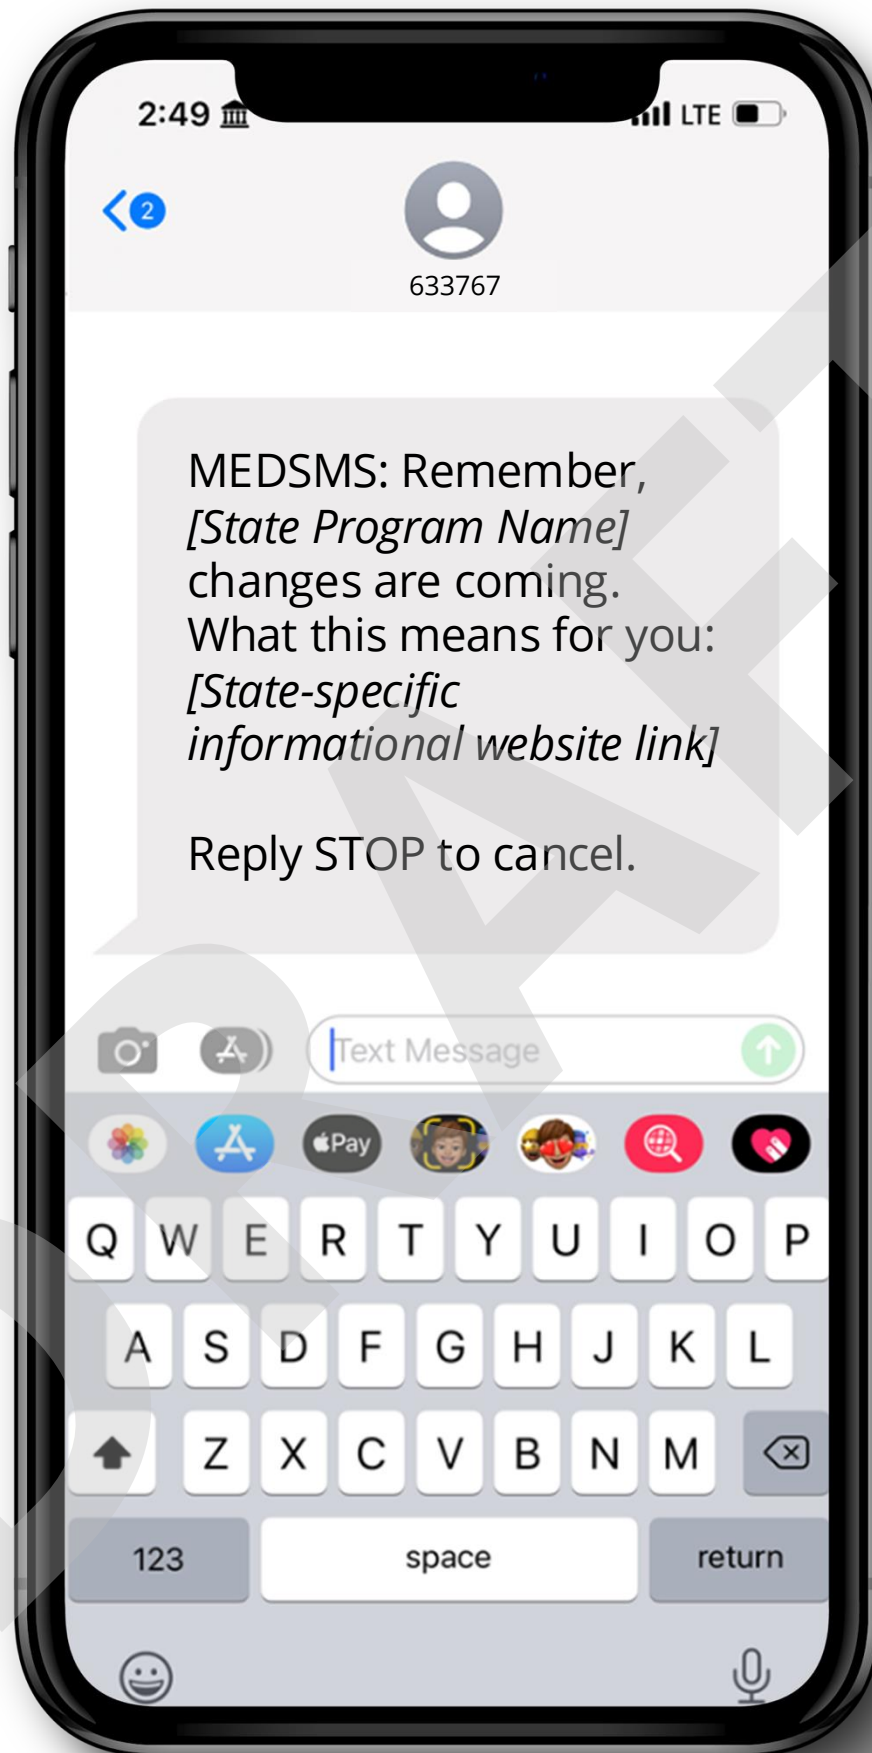 2:49 LTE
2
633767
MEDSMS: Remember,
[State Program Name]
changes are coming.
What this means for you:
[State-specific
informational website link]
Reply STOP to cancel.
Text Message
Pay
Q W E R T Y U I O P
A S D F G H J K L
Z X C V B N M
123 space return
DRAFT